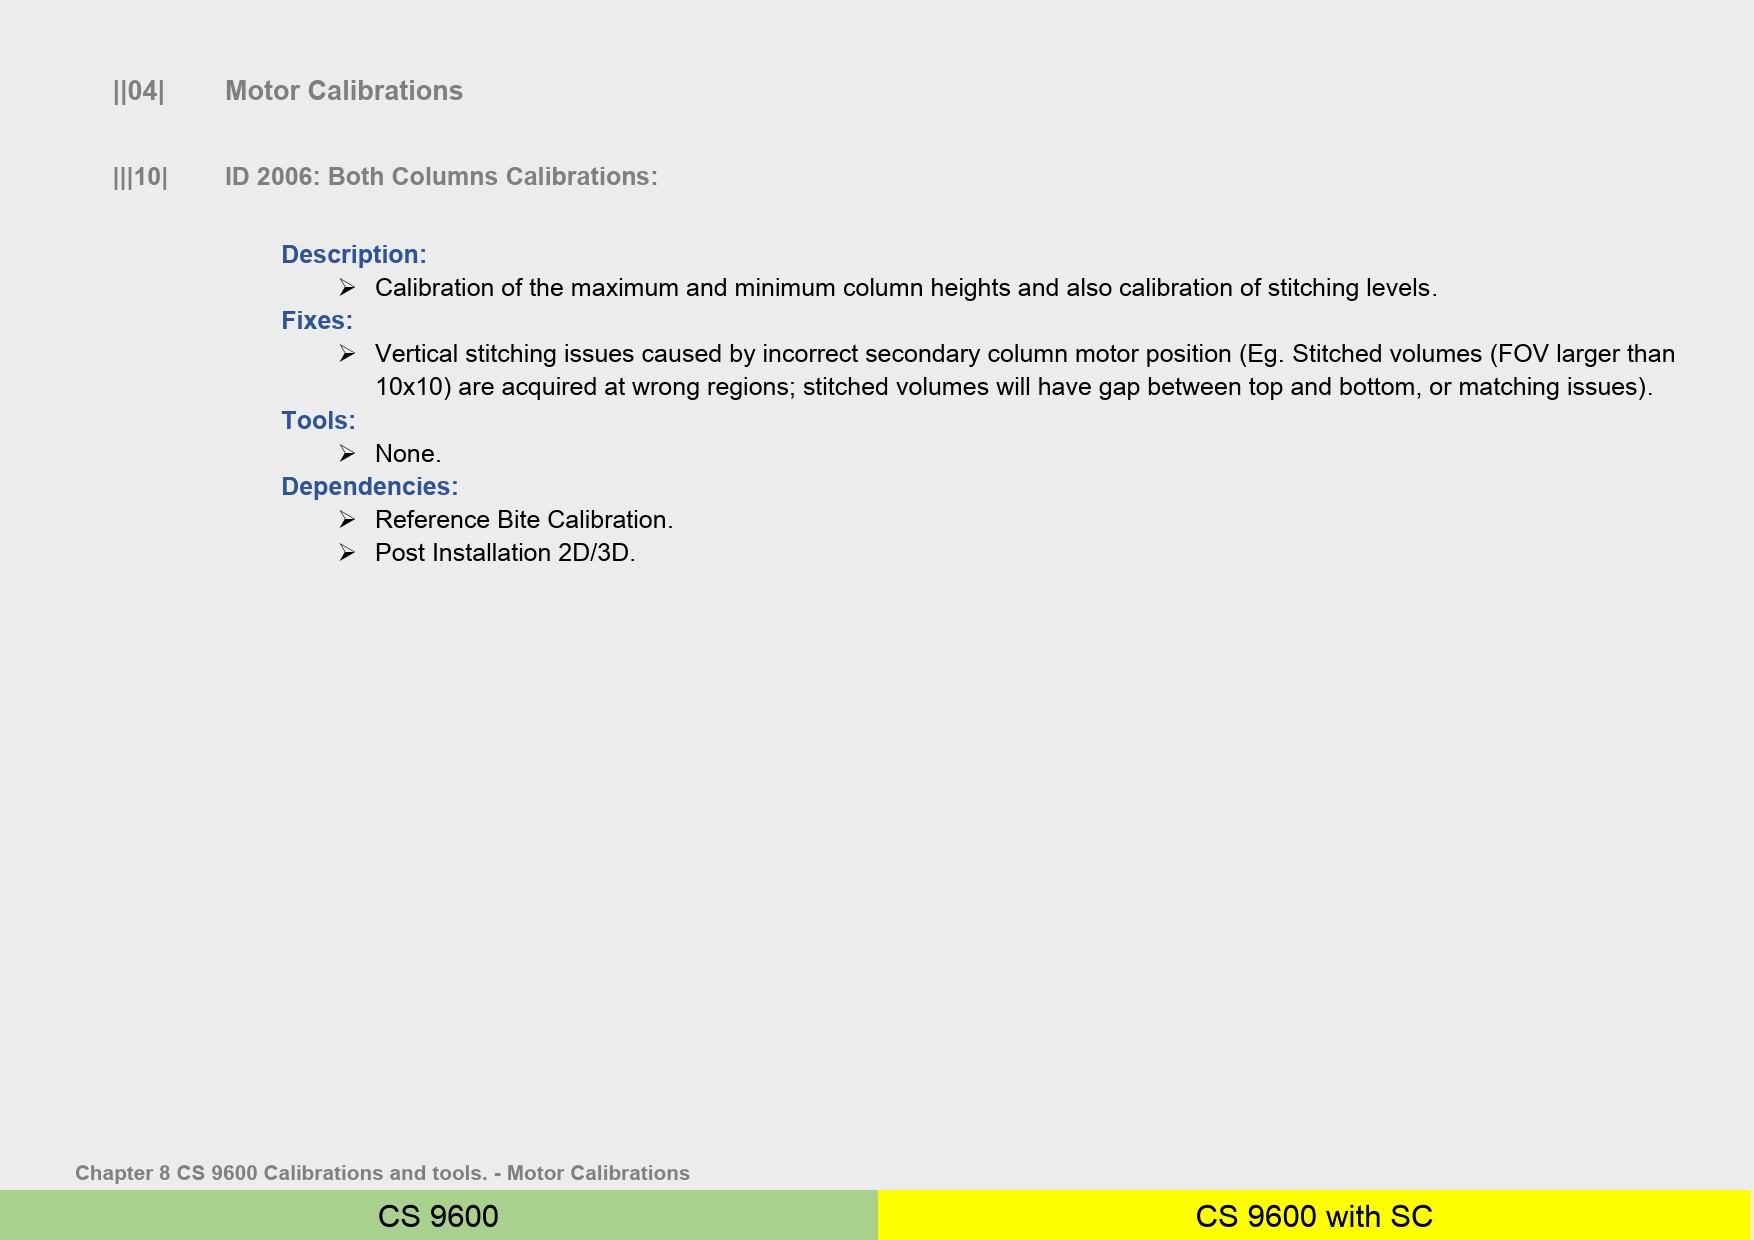 ||04| Motor Calibrations
|||10| ID 2006: Both Columns Calibrations:
Description:
➢ Calibration of the maximum and minimum column heights and also calibration of stitching levels.
Fixes:
➢ Vertical stitching issues caused by incorrect secondary column motor position (Eg. Stitched volumes (FOV larger than
10x10) are acquired at wrong regions; stitched volumes will have gap between top and bottom, or matching issues).
Tools:
➢ None.
Dependencies:
➢ Reference Bite Calibration.
➢ Post Installation 2D/3D.
Chapter 8 CS 9600 Calibrations and tools. - Motor Calibrations
CS 9600
CS 9600 with SC